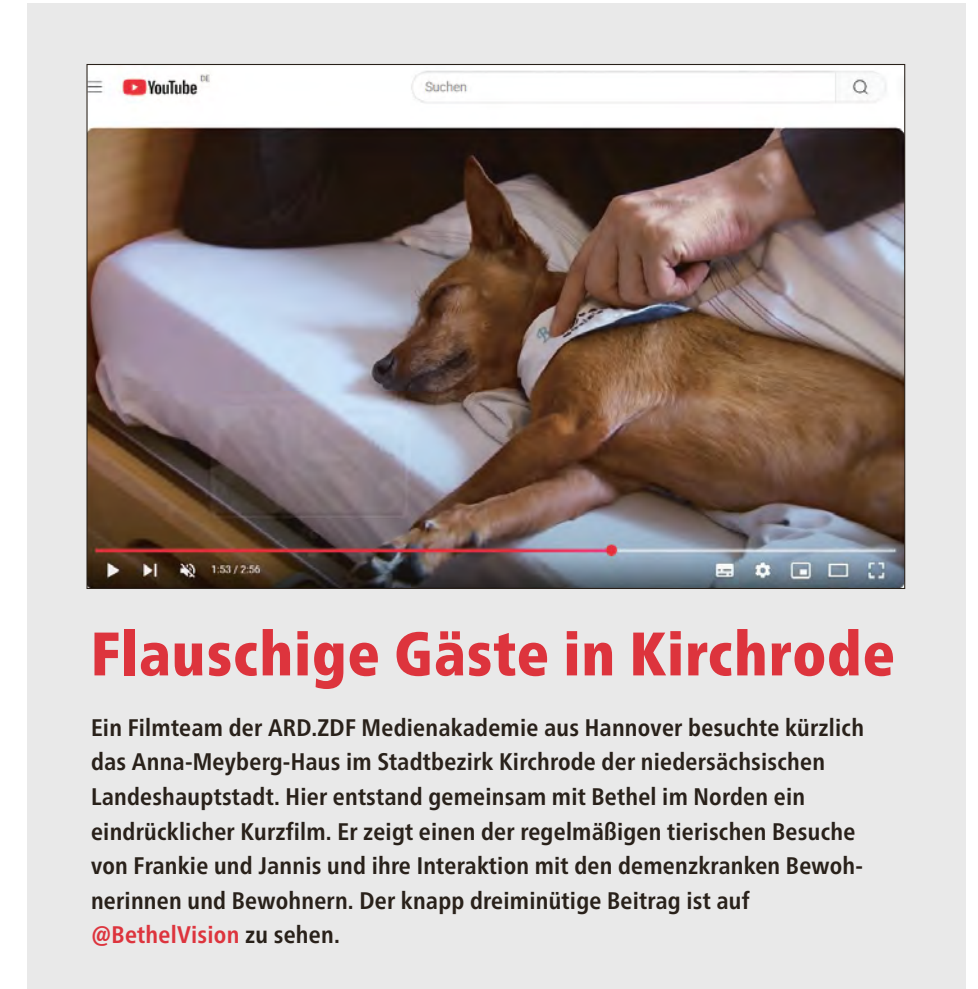 YouTube DE
Suchen
1:53 / 2:56
Flauschige Gäste in Kirchrode
Ein Filmteam der ARD.ZDF Medienakademie aus Hannover besuchte kürzlich
das Anna-Meyberg-Haus im Stadtbezirk Kirchrode der niedersächsischen
Landeshauptstadt. Hier entstand gemeinsam mit Bethel im Norden ein
eindrücklicher Kurzfilm. Er zeigt einen der regelmäßigen tierischen Besuche
von Frankie und Jannis und ihre Interaktion mit den demenzkranken Bewoh-
nerinnen und Bewohnern. Der knapp dreiminütige Beitrag ist auf
@BethelVision zu sehen.